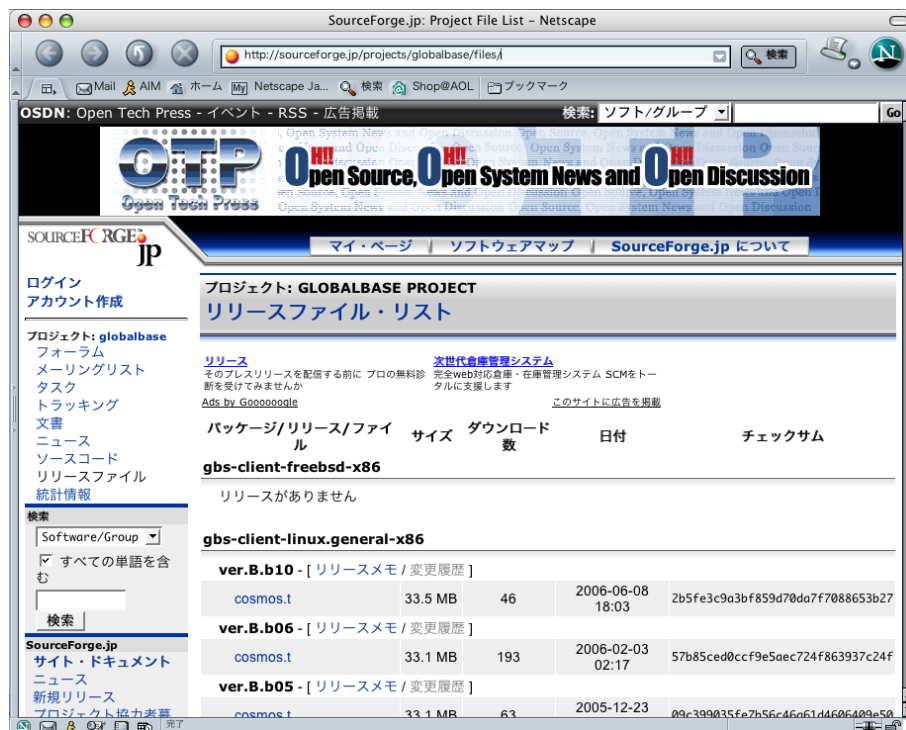 SourceForge.jp: Project File List – Netscape
http://sourceforge.jp/projects/globalbase/files/
検索
Mail AIM ホーム My Netscape Ja... 検索 Shop@AOL ブックマーク
OSDN: Open Tech Press - イベント - RSS - 広告掲載
検索: ソフト/グループ Go
OTP
Open Tech Press
OH!!pen Source, OH!!pen System News and OH!!pen Discussion
SOURCEFORGE jp
マイ・ページ | ソフトウェアマップ | SourceForge.jp について
ログイン
アカウント作成
プロジェクト: globalbase
フォーラム
メーリングリスト
タスク
トラッキング
文書
ニュース
ソースコード
リリースファイル
統計情報
検索
Software/Group
すべての単語を含む
検索
SourceForge.jp
サイト・ドキュメント
ニュース
新規リリース
プロジェクト協力者募
プロジェクト: GLOBALBASE PROJECT
リリースファイル・リスト
リリース
そのプレスリリースを配信する前に プロの無料診
断を受けてみませんか
次世代倉庫管理システム
完全web対応倉庫・在庫管理システム SCMをトー
タルに支援します
Ads by Goooooogle
このサイトに広告を掲載
パッケージ/リリース/ファイル サイズ ダウンロード数 日付 チェックサム
gbs-client-freebsd-x86
リリースがありません
gbs-client-linux.general-x86
ver.B.b10 - [ リリースメモ / 変更履歴 ]
cosmos.t 33.5 MB 46 2006-06-08 18:03 2b5fe3c9a3bf859d70da7f7088653b27
ver.B.b06 - [ リリースメモ / 変更履歴 ]
cosmos.t 33.1 MB 193 2006-02-03 02:17 57b85ced0ccf9e5aec724f863937c24f
ver.B.b05 - [ リリースメモ / 変更履歴 ]
cosmos.t 33.1 MB 63 2005-12-23 09c399035fe7b56c46a61d4606409e50
完了